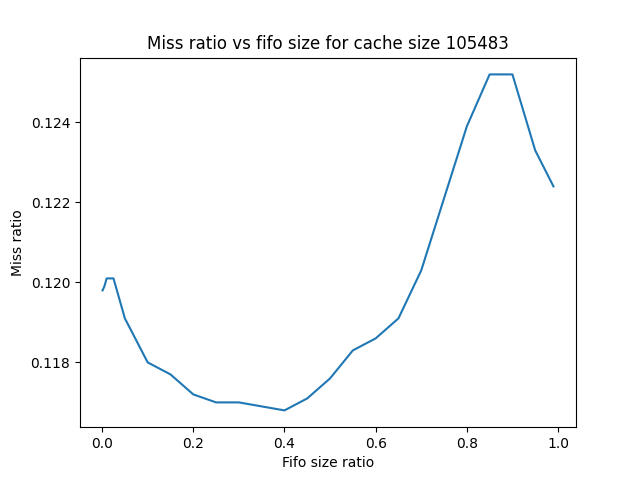 Miss ratio vs fifo size for cache size 105483
0.124
0.122
0.120
0.118
Miss ratio
0.0 0.2 0.4 0.6 0.8 1.0
Fifo size ratio